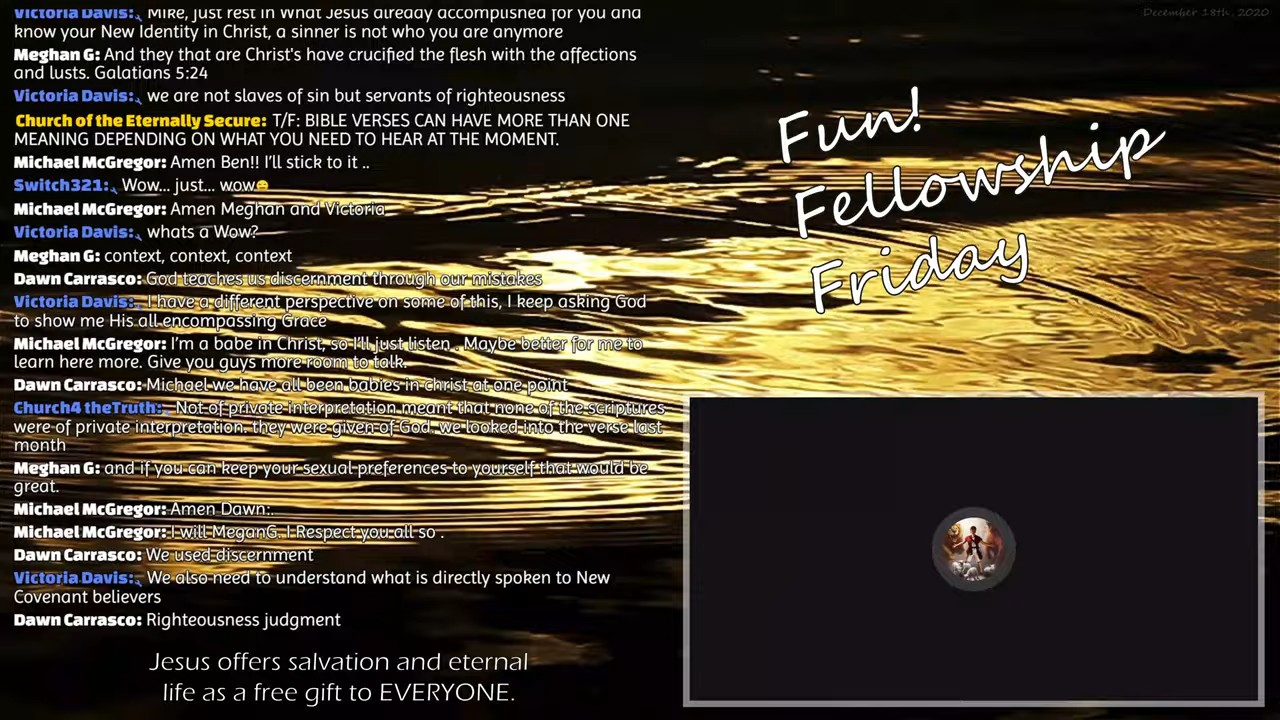 Victoria Davis: Mike, just rest in what Jesus already accomplished for you and
know your New Identity in Christ, a sinner is not who you are anymore
Meghan G: And they that are Christ's have crucified the flesh with the affections
and lusts. Galatians 5:24
Victoria Davis: we are not slaves of sin but servants of righteousness
Church of the Eternally Secure: T/F: BIBLE VERSES CAN HAVE MORE THAN ONE
MEANING DEPENDING ON WHAT YOU NEED TO HEAR AT THE MOMENT.
Michael McGregor: Amen Ben!! I'll stick to it ..
Switch321: Wow... just... wow
Michael McGregor: Amen Meghan and Victoria
Victoria Davis: whats a Wow?
Meghan G: context, context, context
Dawn Carrasco: God teaches us discernment through our mistakes
Victoria Davis: I have a different perspective on some of this, I keep asking God
to show me His all encompassing Grace
Michael McGregor: I'm a babe in Christ, so I'll just listen . Maybe better for me to
learn here more. Give you guys more room to talk.
Dawn Carrasco: Michael we have all been babies in christ at one point
Church4 theTruth: Not of private interpretation meant that none of the scriptures
were of private interpretation. they were given of God. we looked into the verse last
month
Meghan G: and if you can keep your sexual preferences to yourself that would be
great.
Michael McGregor: Amen Dawn:.
Michael McGregor: I will MeganG. I Respect you all so .
Dawn Carrasco: We used discernment
Victoria Davis: We also need to understand what is directly spoken to New
Covenant believers
Dawn Carrasco: Righteousness judgment
Jesus offers salvation and eternal
life as a free gift to EVERYONE.
December 18th, 2020
Fun!
Fellowship
Friday